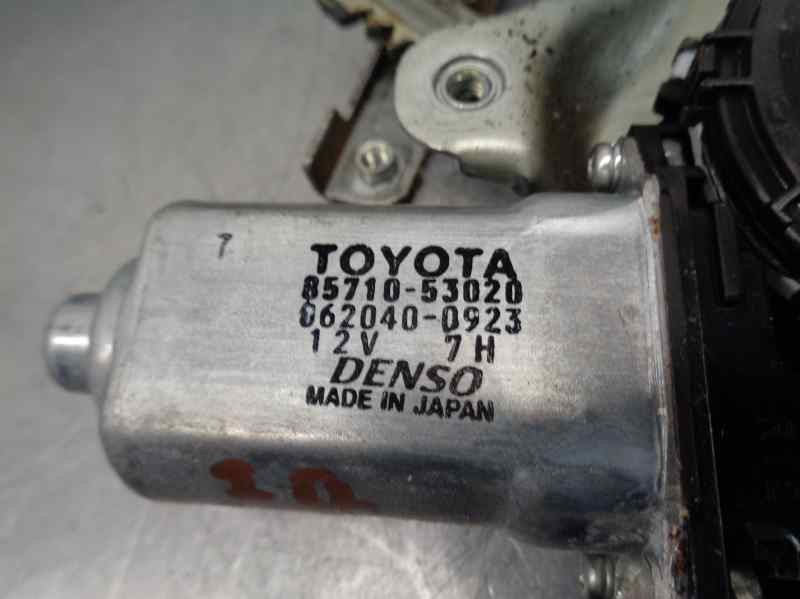 7
TOYOTA
85710-53020
062040-0923
12V 7H
DENSO
MADE IN JAPAN